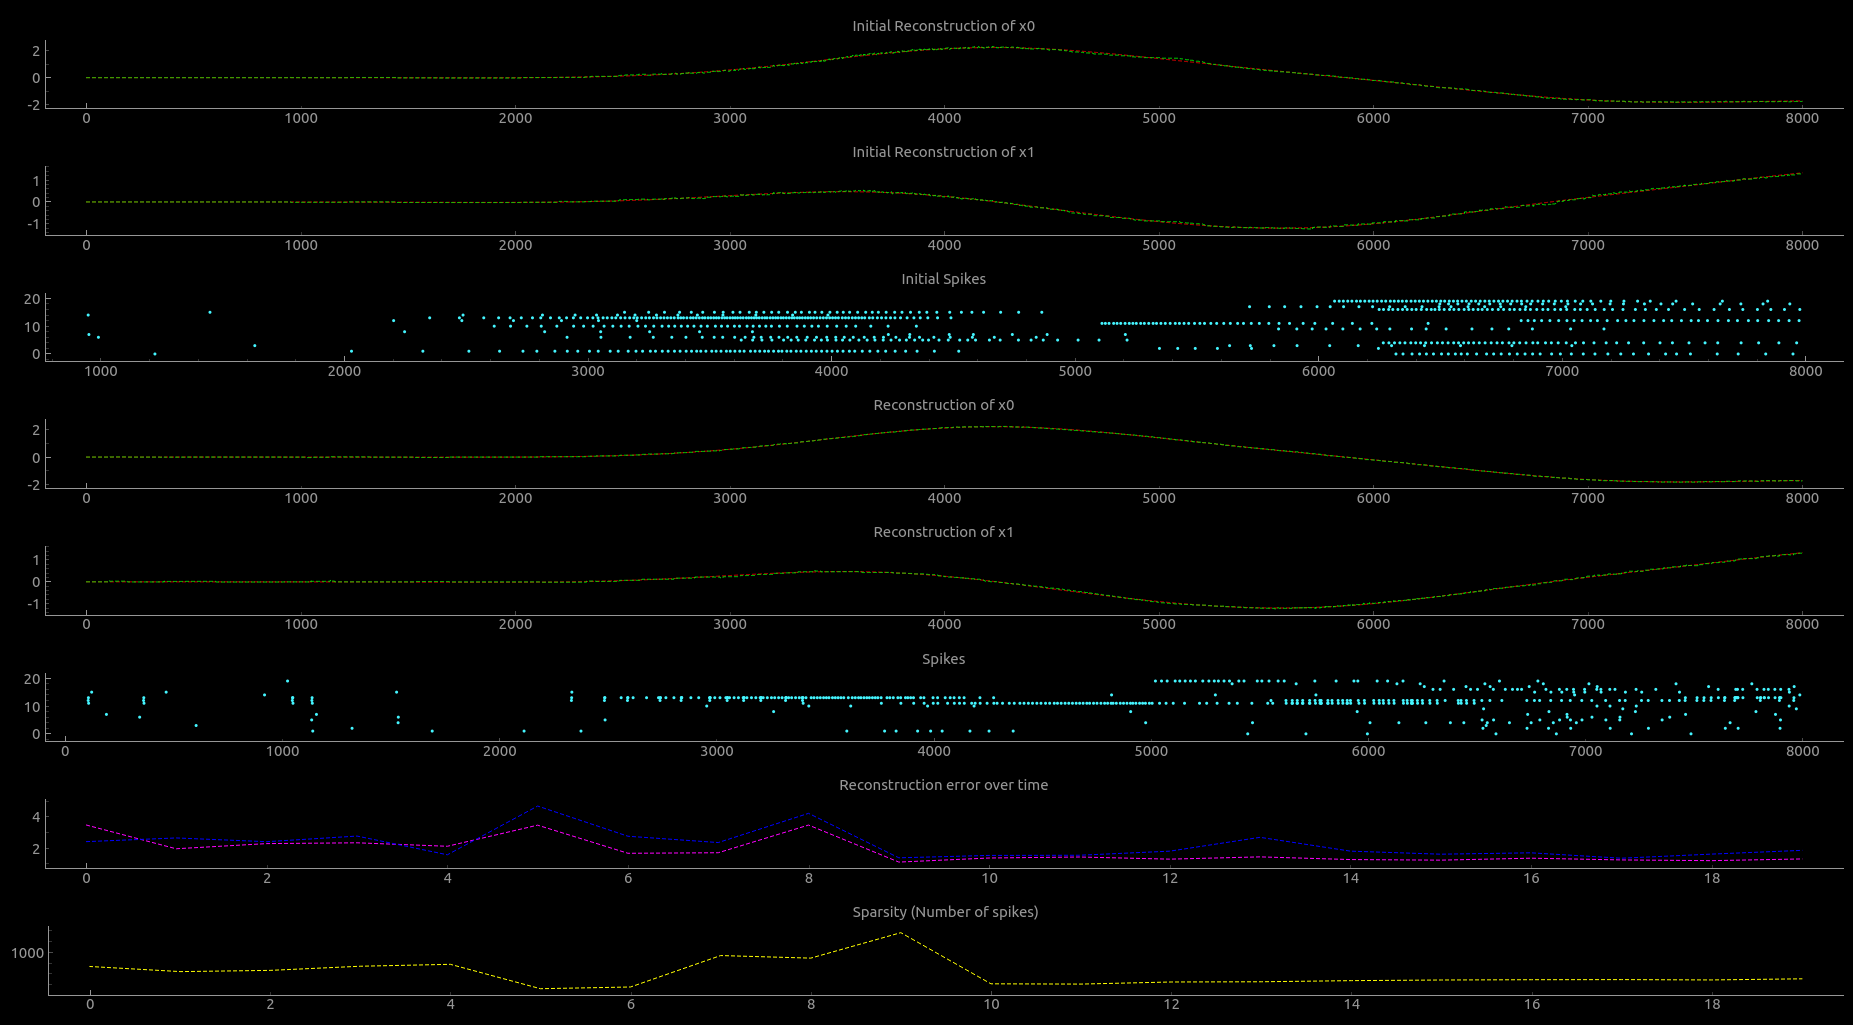 Initial Reconstruction of x0
2
0
-2
0 1000 2000 3000 4000 5000 6000 7000 8000
Initial Reconstruction of x1
1
0
-1
0 1000 2000 3000 4000 5000 6000 7000 8000
Initial Spikes
20
10
0
1000 2000 3000 4000 5000 6000 7000 8000
Reconstruction of x0
2
0
-2
0 1000 2000 3000 4000 5000 6000 7000 8000
Reconstruction of x1
1
0
-1
0 1000 2000 3000 4000 5000 6000 7000 8000
Spikes
20
10
0
0 1000 2000 3000 4000 5000 6000 7000 8000
Reconstruction error over time
4
2
0 2 4 6 8 10 12 14 16 18
Sparsity (Number of spikes)
1000
0 2 4 6 8 10 12 14 16 18